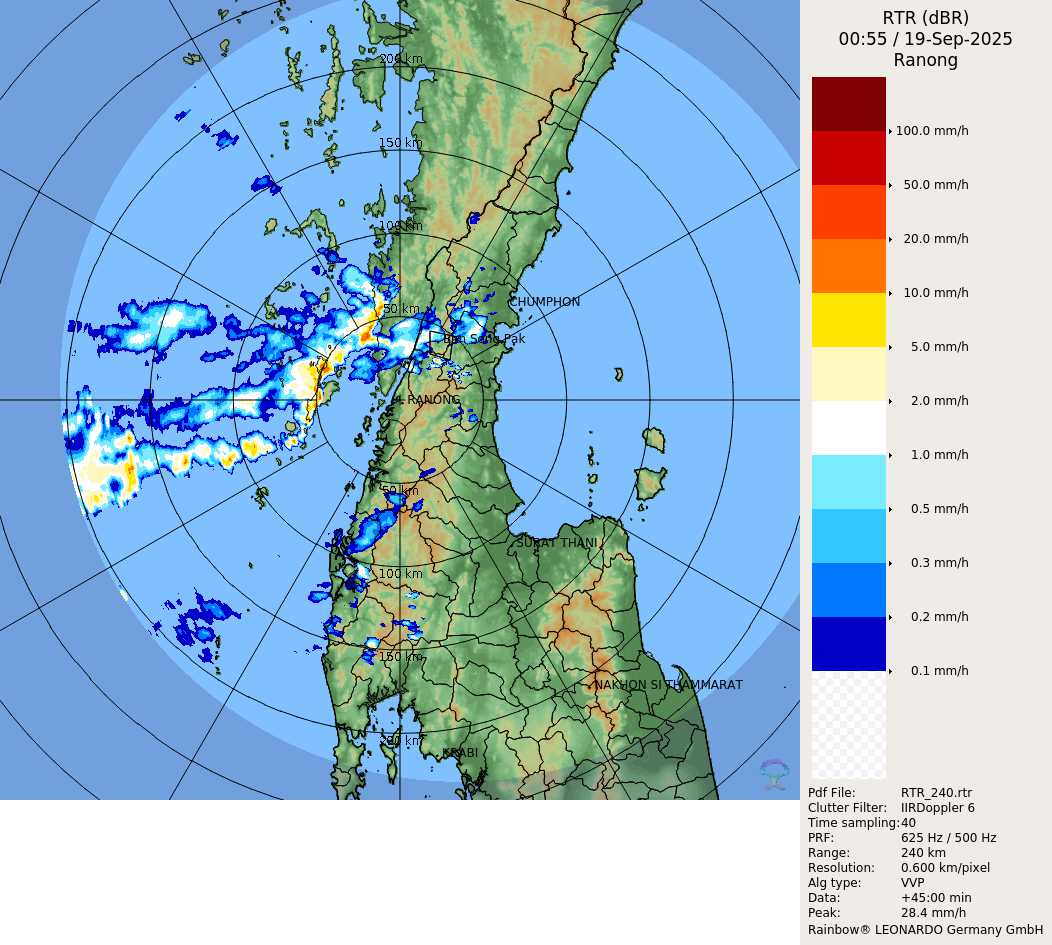 RTR (dBR)
00:55 / 19-Sep-2025
Ranong
200 km
150 km
100 km
50 km
CHUMPHON
Ban Song Pak
RANONG
50 km
SURAT THANI
100 km
150 km
NAKHON SI THAMMARAT
200 km
KRABI
100.0 mm/h
50.0 mm/h
20.0 mm/h
10.0 mm/h
5.0 mm/h
2.0 mm/h
1.0 mm/h
0.5 mm/h
0.3 mm/h
0.2 mm/h
0.1 mm/h
Pdf File: RTR_240.rtr
Clutter Filter: IIRDoppler 6
Time sampling: 40
PRF: 625 Hz / 500 Hz
Range: 240 km
Resolution: 0.600 km/pixel
Alg type: VVP
Data: +45:00 min
Peak: 28.4 mm/h
Rainbow® LEONARDO Germany GmbH